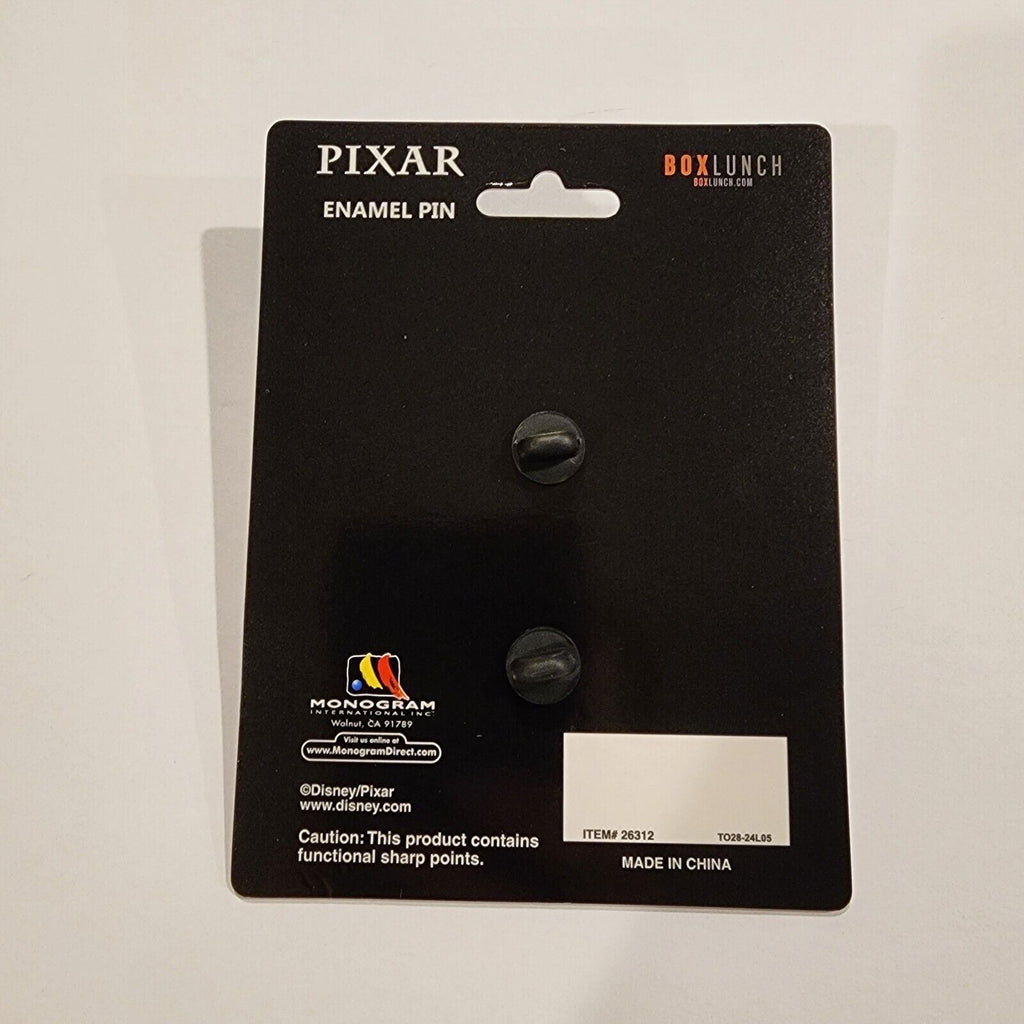 PIXAR
ENAMEL PIN
BOXLUNCH
BOXLUNCH.COM
MONOGRAM
INTERNATIONAL INC.
Walnut, CA 91789
Visit us online at
www.MonogramDirect.com
©Disney/Pixar
www.disney.com
Caution: This product contains
functional sharp points.
ITEM# 26312
TO28-24L05
MADE IN CHINA